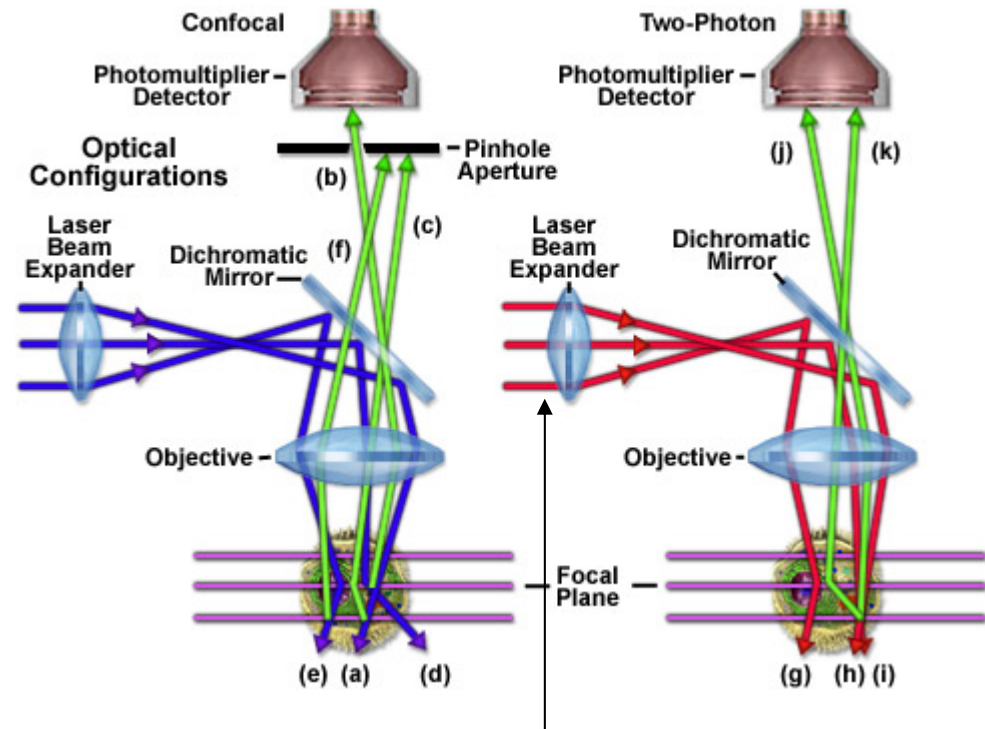 Confocal
Two-Photon
Photomultiplier
Detector
Photomultiplier
Detector
Optical
Configurations
(b)
Pinhole
Aperture
(j)
(k)
Laser
Beam
Expander
(f)
(c)
Dichromatic
Mirror
Laser
Beam
Expander
Dichromatic
Mirror
Objective
Objective
Focal
Plane
(e)
(a)
(d)
(g)
(h)
(i)